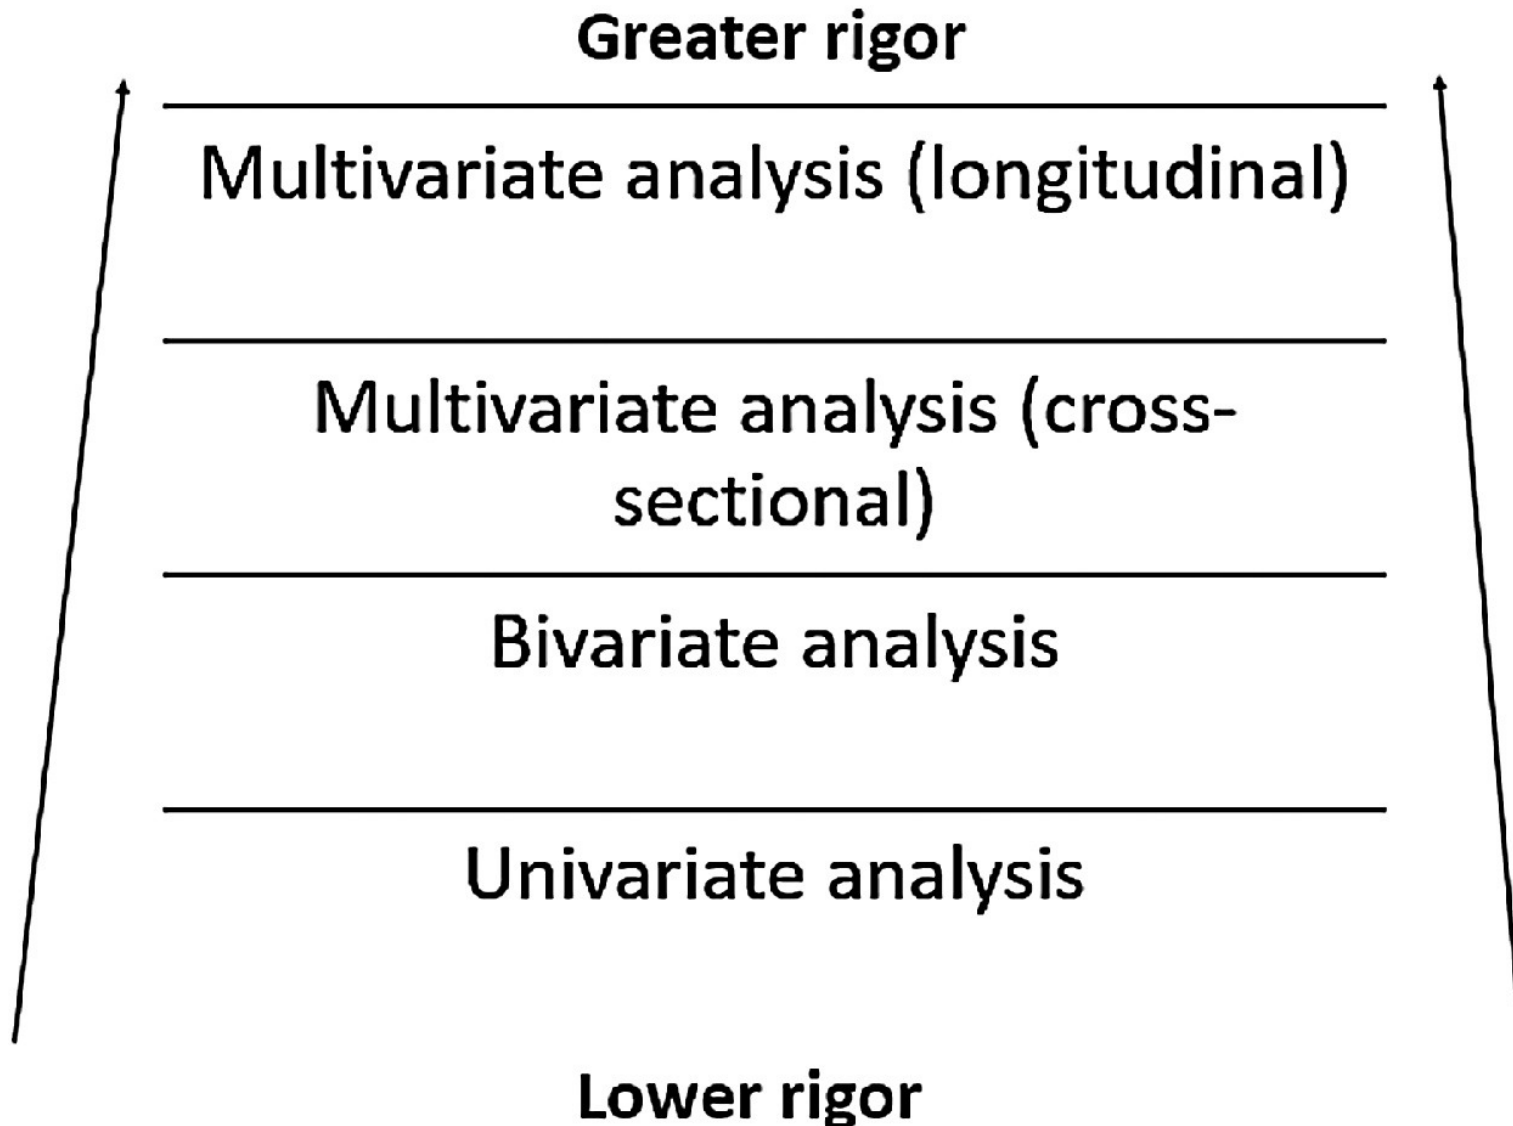 Greater rigor
Multivariate analysis (longitudinal)
Multivariate analysis (cross-
sectional)
Bivariate analysis
Univariate analysis
Lower rigor